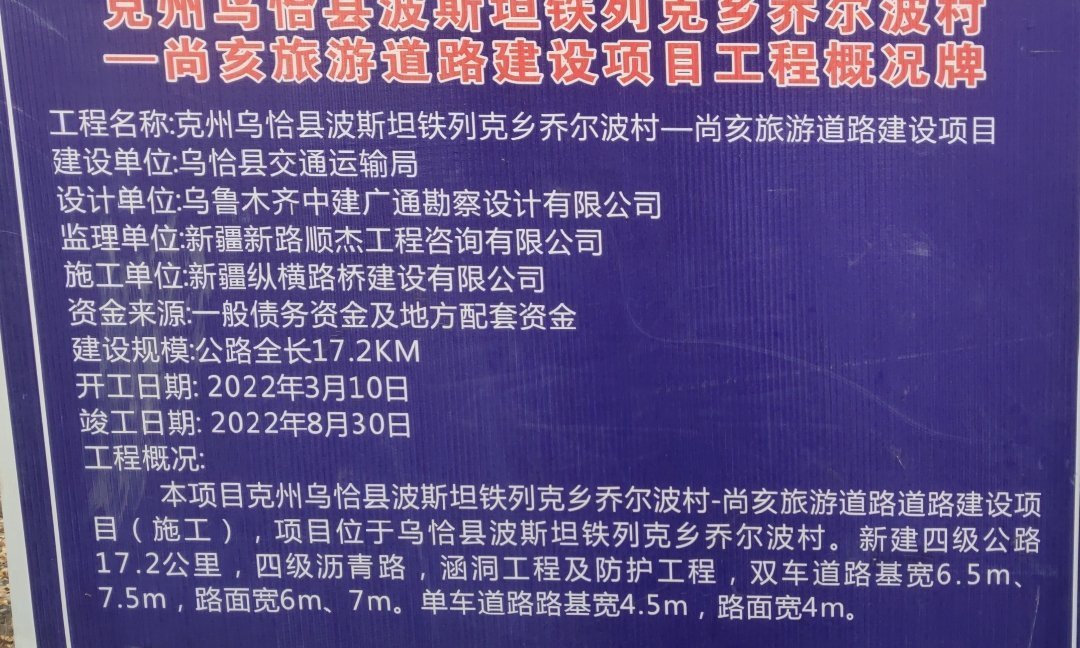 克州乌恰县波斯坦铁列克乡乔尔波村
—尚亥旅游道路建设项目工程概况牌
工程名称:克州乌恰县波斯坦铁列克乡乔尔波村—尚亥旅游道路建设项目
建设单位:乌恰县交通运输局
设计单位:乌鲁木齐中建广通勘察设计有限公司
监理单位:新疆新路顺杰工程咨询有限公司
施工单位:新疆纵横路桥建设有限公司
资金来源:一般债务资金及地方配套资金
建设规模:公路全长17.2KM
开工日期: 2022年3月10日
竣工日期: 2022年8月30日
工程概况:
本项目克州乌恰县波斯坦铁列克乡乔尔波村-尚亥旅游道路道路建设项
目（施工），项目位于乌恰县波斯坦铁列克乡乔尔波村。新建四级公路
17.2公里，四级沥青路，涵洞工程及防护工程，双车道路基宽6.5m、
7.5m，路面宽6m、7m。单车道路路基宽4.5m，路面宽4m。